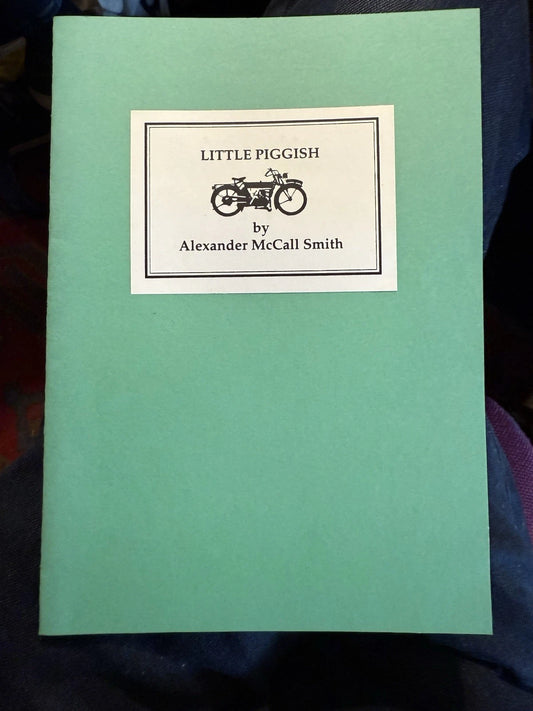 LITTLE PIGGISH
by
Alexander McCall Smith